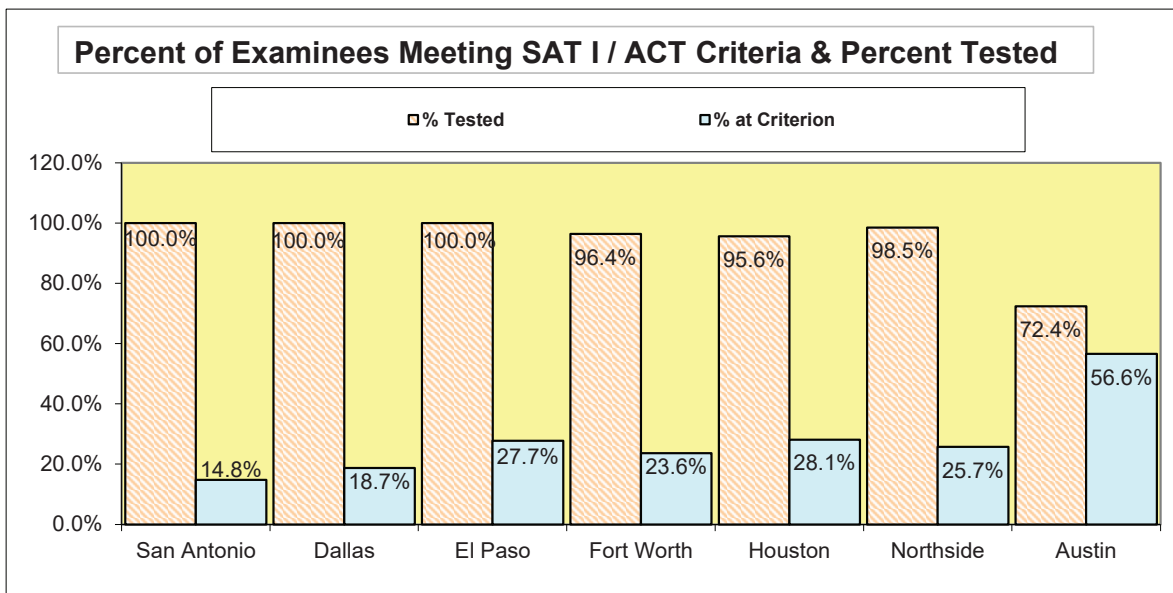 Percent of Examinees Meeting SAT I / ACT Criteria & Percent Tested
% Tested % at Criterion
120.0%
100.0%
80.0%
60.0%
40.0%
20.0%
0.0%
100.0% 100.0% 100.0% 96.4% 95.6% 98.5% 72.4%
14.8% 18.7% 27.7% 23.6% 28.1% 25.7% 56.6%
San Antonio Dallas El Paso Fort Worth Houston Northside Austin